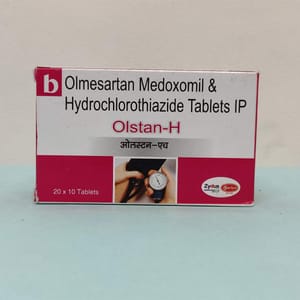 b
Olmesartan Medoxomil &
Hydrochlorothiazide Tablets IP
Olstan-H
ओलस्टन-एच
20 x 10 Tablets